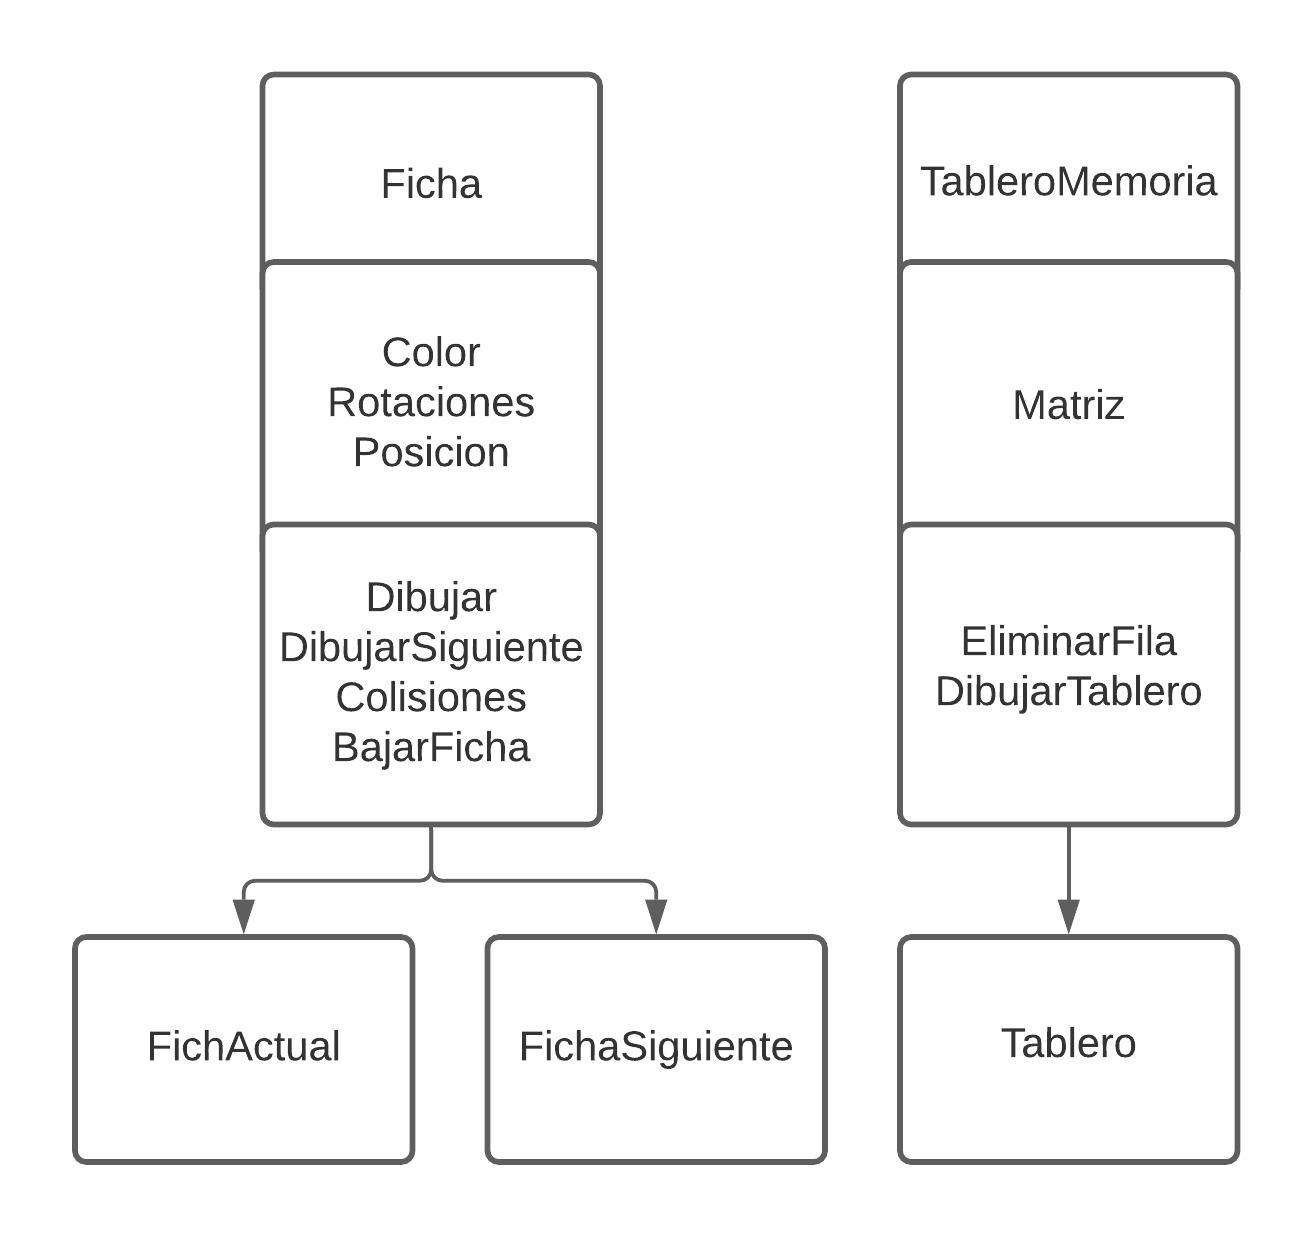 Ficha
Color
Rotaciones
Posicion
Dibujar
DibujarSiguiente
Colisiones
BajarFicha
FichActual
FichaSiguiente
TableroMemoria
Matriz
EliminarFila
DibujarTablero
Tablero